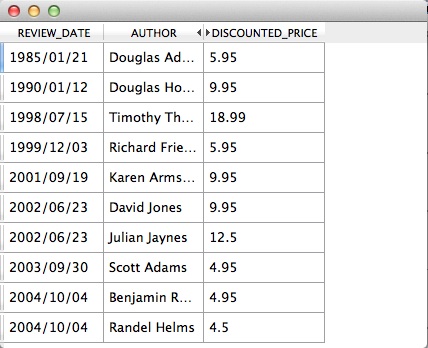 REVIEW_DATE AUTHOR DISCOUNTED_PRICE
1985/01/21 Douglas Ad... 5.95
1990/01/12 Douglas Ho... 9.95
1998/07/15 Timothy Th... 18.99
1999/12/03 Richard Frie... 5.95
2001/09/19 Karen Arms... 9.95
2002/06/23 David Jones 9.95
2002/06/23 Julian Jaynes 12.5
2003/09/30 Scott Adams 4.95
2004/10/04 Benjamin R... 4.95
2004/10/04 Randel Helms 4.5